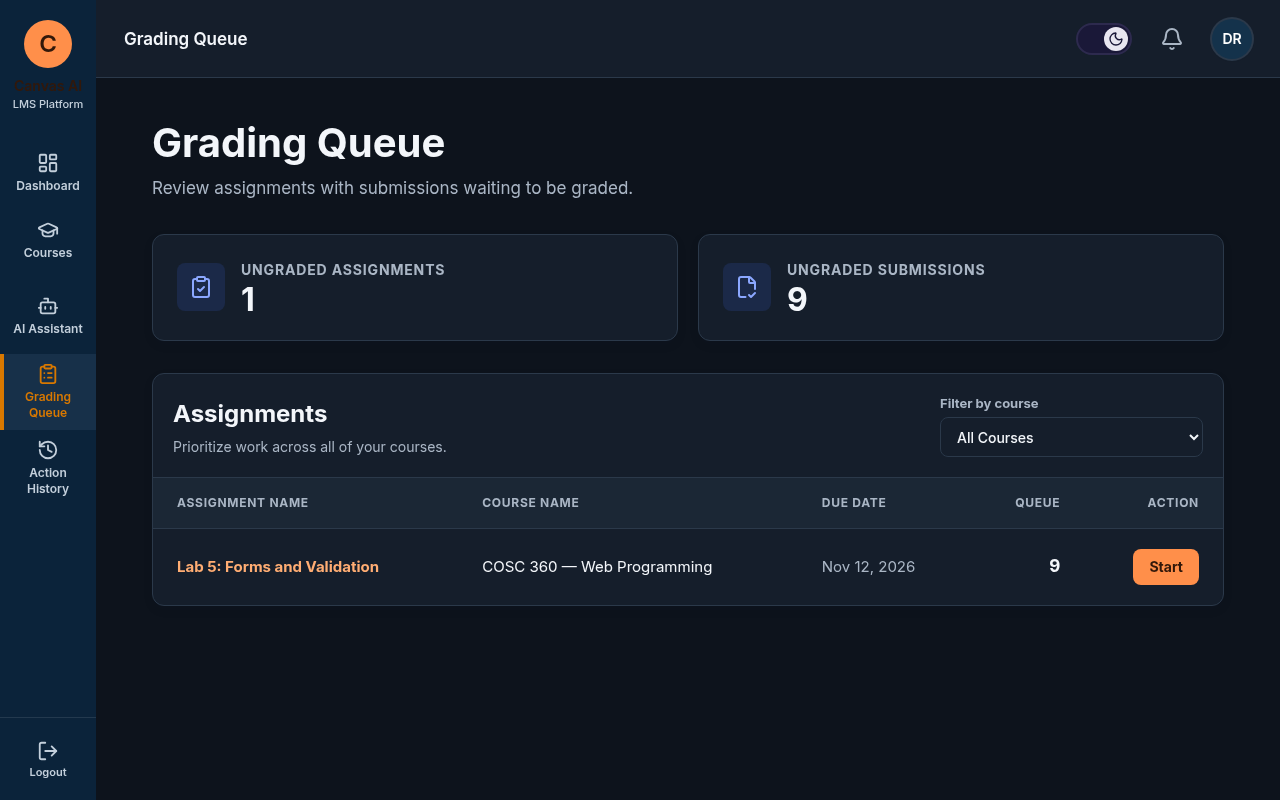 C
LMS Platform
Dashboard
Courses
AI Assistant
Grading
Queue
Action
History
Logout
Grading Queue
DR
Grading Queue
Review assignments with submissions waiting to be graded.
UNGRADED ASSIGNMENTS
1
UNGRADED SUBMISSIONS
9
Assignments
Prioritize work across all of your courses.
Filter by course
All Courses
ASSIGNMENT NAME COURSE NAME DUE DATE QUEUE ACTION
Lab 5: Forms and Validation COSC 360 — Web Programming Nov 12, 2026 9 Start